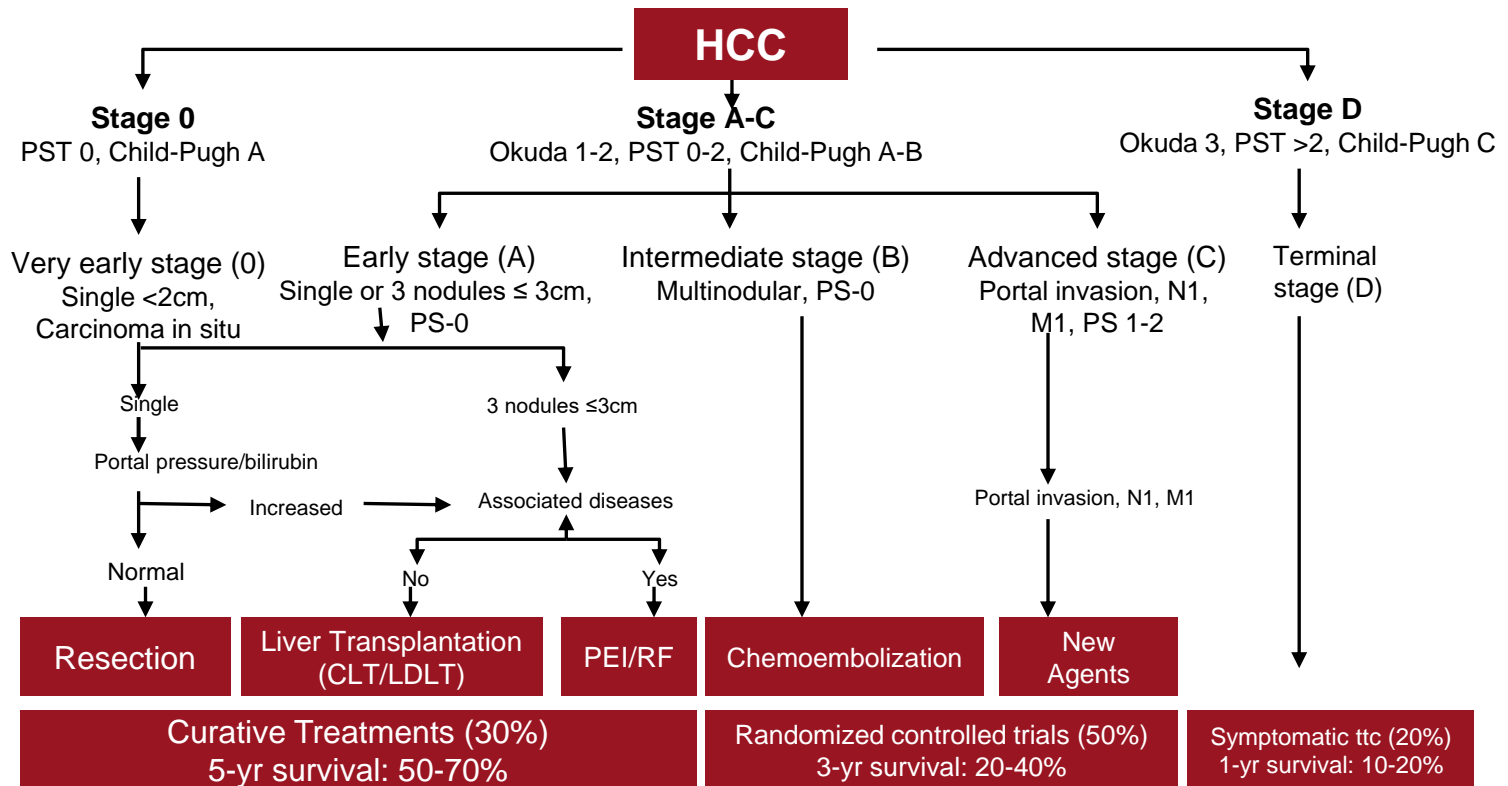 HCC
Stage 0
PST 0, Child-Pugh A
Stage A-C
Okuda 1-2, PST 0-2, Child-Pugh A-B
Stage D
Okuda 3, PST >2, Child-Pugh C
Very early stage (0)
Single <2cm,
Carcinoma in situ
Early stage (A)
Single or 3 nodules ≤ 3cm,
PS-0
Intermediate stage (B)
Multinodular, PS-0
Advanced stage (C)
Portal invasion, N1,
M1, PS 1-2
Terminal
stage (D)
Single
3 nodules ≤3cm
Portal pressure/bilirubin
Increased
Associated diseases
Portal invasion, N1, M1
Normal
No
Yes
Resection
Liver Transplantation
(CLT/LDLT)
PEI/RF
Chemoembolization
New
Agents
Curative Treatments (30%)
5-yr survival: 50-70%
Randomized controlled trials (50%)
3-yr survival: 20-40%
Symptomatic ttc (20%)
1-yr survival: 10-20%